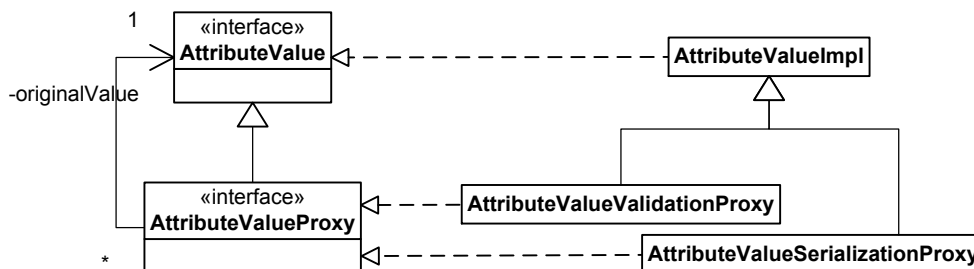 1
«interface»
AttributeValue
AttributeValueImpl
-originalValue
«interface»
AttributeValueProxy
AttributeValueValidationProxy
AttributeValueSerializationProxy
*